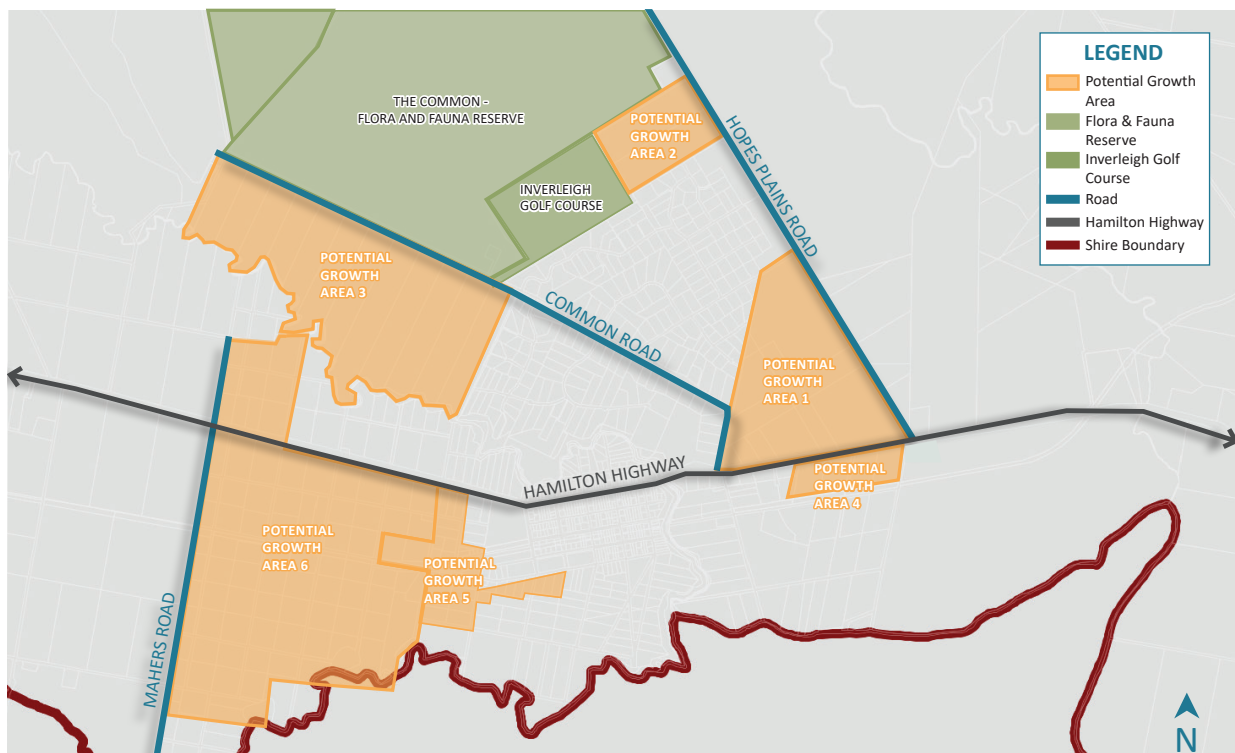 THE COMMON -
FLORA AND FAUNA RESERVE
POTENTIAL
GROWTH
AREA 2
HOPES PLAINS ROAD
INVERLEIGH
GOLF COURSE
POTENTIAL
GROWTH
AREA 3
COMMON ROAD
POTENTIAL
GROWTH
AREA 1
HAMILTON HIGHWAY
POTENTIAL
GROWTH
AREA 4
POTENTIAL
GROWTH
AREA 6
POTENTIAL
GROWTH
AREA 5
MAHERS ROAD
LEGEND
Potential Growth
Area
Flora & Fauna
Reserve
Inverleigh Golf
Course
Road
Hamilton Highway
Shire Boundary
N